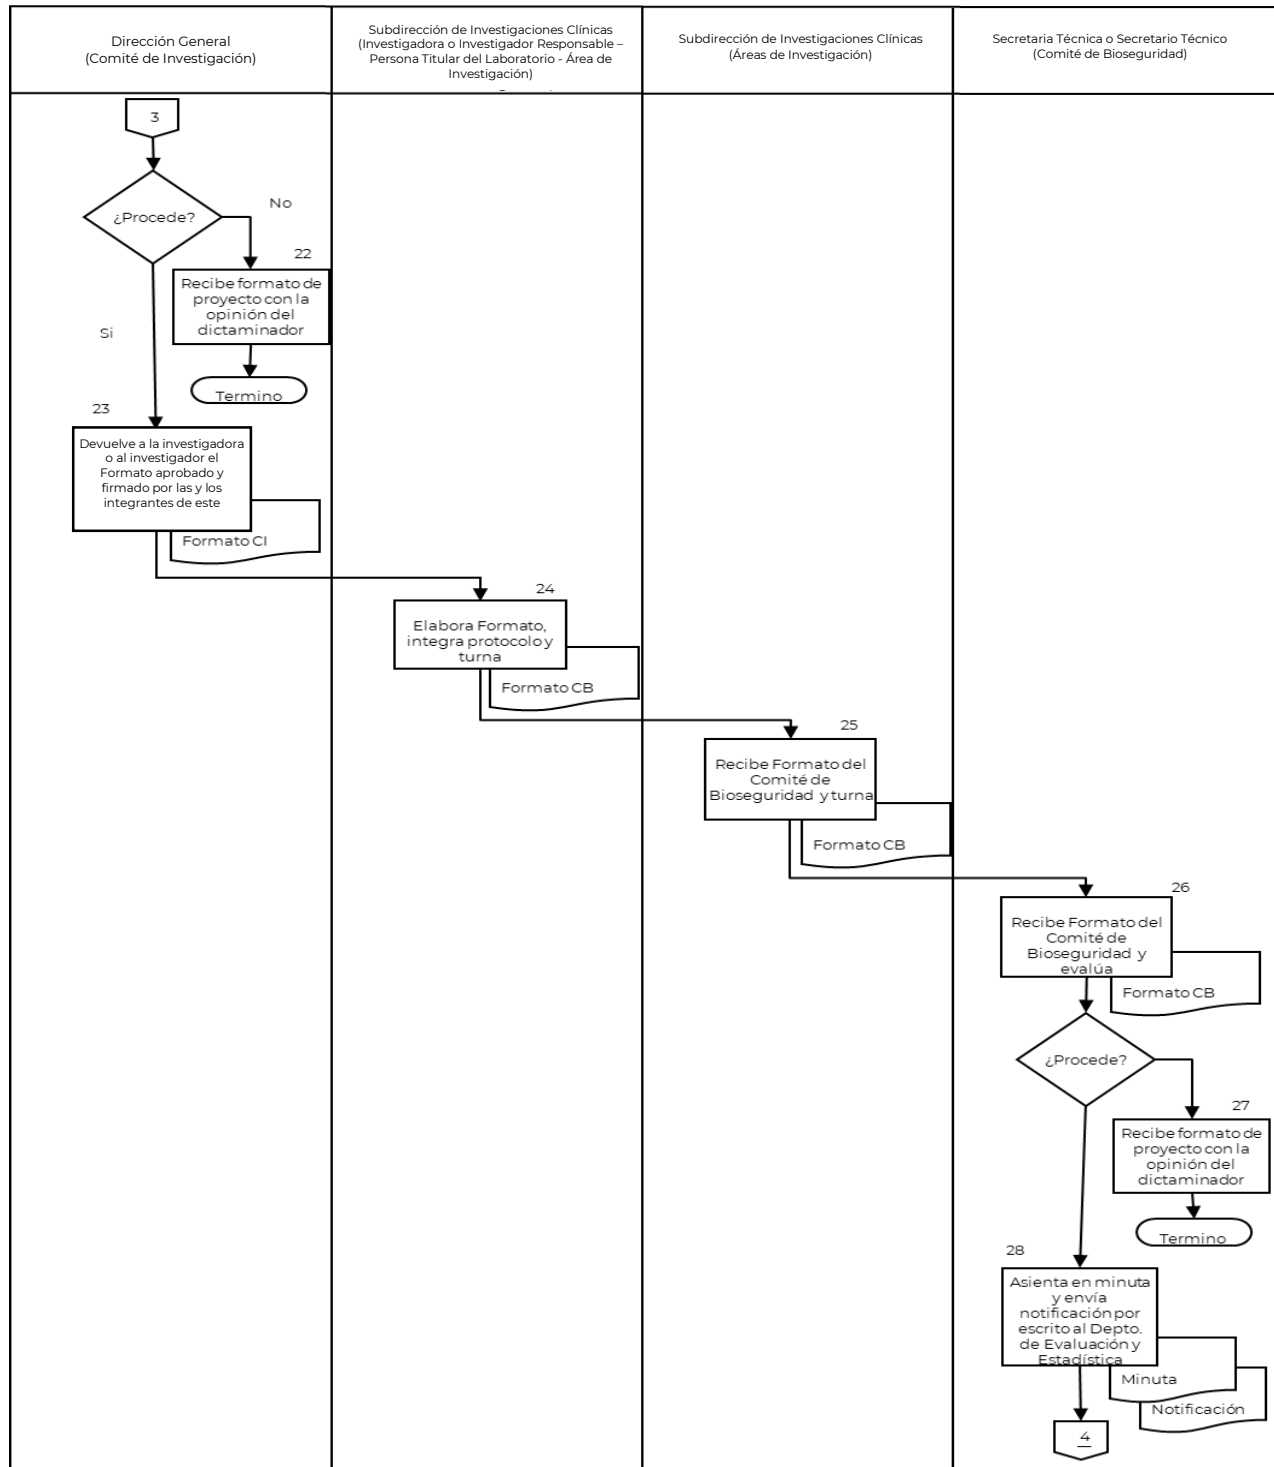 Dirección General
(Comité de Investigación)
Subdirección de Investigaciones Clínicas
(Investigadora o Investigador Responsable –
Persona Titular del Laboratorio - Área de
Investigación)
Subdirección de Investigaciones Clínicas
(Áreas de Investigación)
Secretaria Técnica o Secretario Técnico
(Comité de Bioseguridad)
3
¿Procede?
No
22
Recibe formato de
proyecto con la
opinión del
dictaminador
Termino
Si
23
Devuelve a la investigadora
o al investigador el
Formato aprobado y
firmado por las y los
integrantes de este
Formato CI
24
Elabora Formato,
integra protocolo y
turna
Formato CB
25
Recibe Formato del
Comité de
Bioseguridad y turna
Formato CB
26
Recibe Formato del
Comité de
Bioseguridad y
evalúa
Formato CB
¿Procede?
27
Recibe formato de
proyecto con la
opinión del
dictaminador
Termino
28
Asienta en minuta
y envía
notificación por
escrito al Depto.
de Evaluación y
Estadística
Minuta
Notificación
4